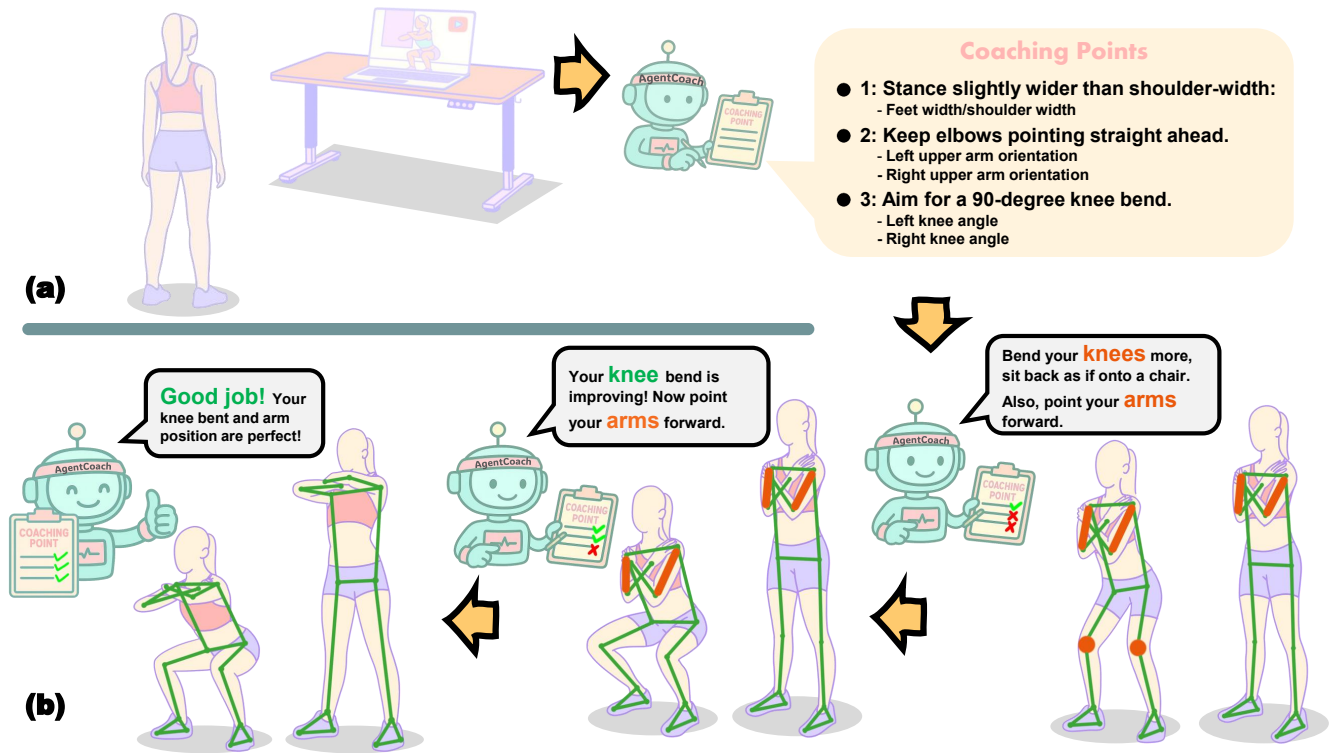 AgentCoach
COACHING
POINT
Coaching Points
● 1: Stance slightly wider than shoulder-width:
- Feet width/shoulder width
● 2: Keep elbows pointing straight ahead.
- Left upper arm orientation
- Right upper arm orientation
● 3: Aim for a 90-degree knee bend.
- Left knee angle
- Right knee angle
(a)
Good job! Your
knee bent and arm
position are perfect!
AgentCoach
COACHING
POINT
Your knee bend is
improving! Now point
your arms forward.
AgentCoach
COACHING
POINT
Bend your knees more,
sit back as if onto a chair.
Also, point your arms
forward.
AgentCoach
COACHING
POINT
(b)